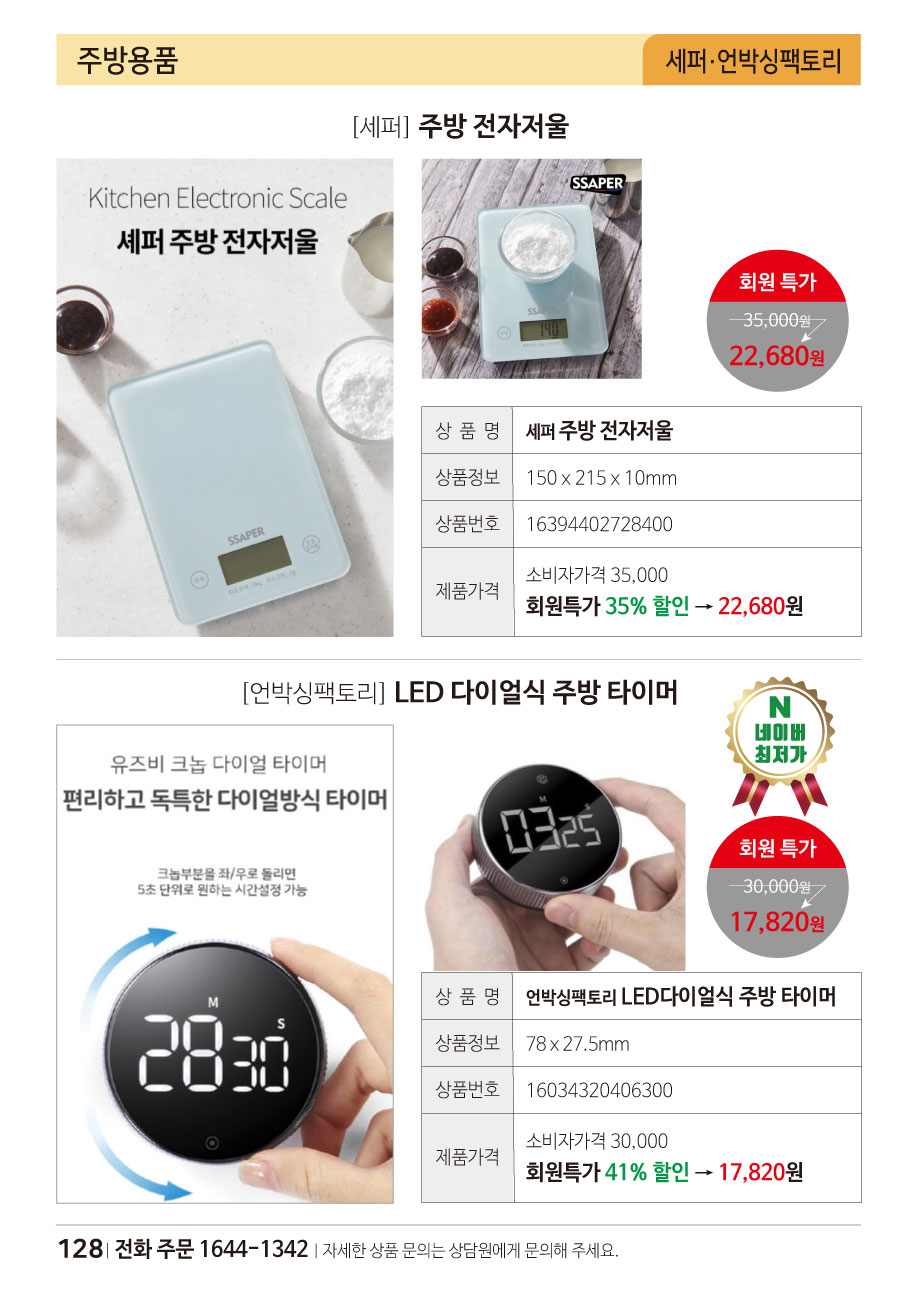 주방용품
세퍼·언박싱팩토리
[세퍼] 주방 전자저울
Kitchen Electronic Scale
셰퍼 주방 전자저울
SSAPER
SSAPER
SSAPER
140
회원 특가
35,000원
22,680원
상 품 명
세퍼 주방 전자저울
상품정보
150 x 215 x 10mm
상품번호
16394402728400
제품가격
소비자가격 35,000
회원특가 35% 할인 → 22,680원
[언박싱팩토리] LED 다이얼식 주방 타이머
N
네이버
최저가
유즈비 크놉 다이얼 타이머
편리하고 독특한 다이얼방식 타이머
크놉부분을 좌/우로 돌리면
5초 단위로 원하는 시간설정 가능
M S
28 30
M S
03 25
회원 특가
30,000원
17,820원
상 품 명
언박싱팩토리 LED다이얼식 주방 타이머
상품정보
78 x 27.5mm
상품번호
16034320406300
제품가격
소비자가격 30,000
회원특가 41% 할인 → 17,820원
128 | 전화 주문 1644-1342 | 자세한 상품 문의는 상담원에게 문의해 주세요.